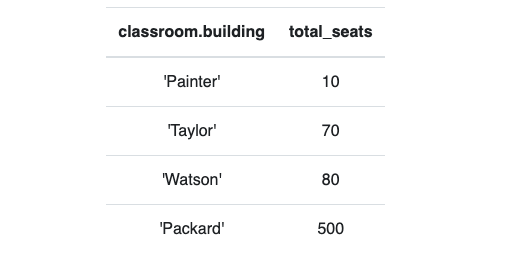 classroom.building total_seats
'Painter' 10
'Taylor' 70
'Watson' 80
'Packard' 500